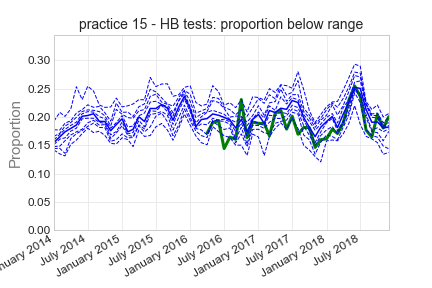 practice 15 - HB tests: proportion below range
Proportion
0.30
0.25
0.20
0.15
0.10
0.05
0.00
July 2014
January 2015
July 2015
January 2016
July 2016
January 2017
July 2017
January 2018
July 2018